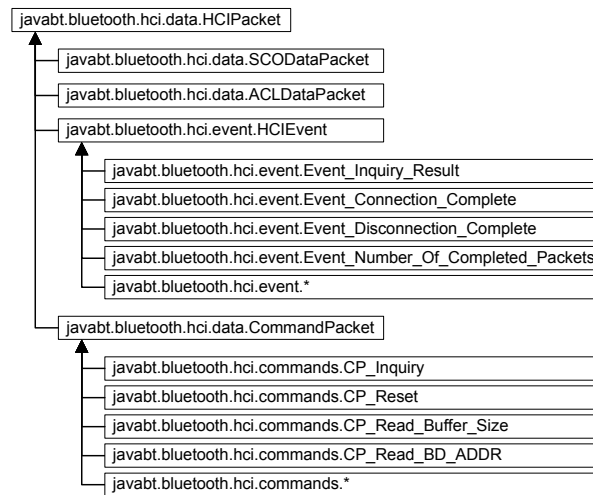 javabt.bluetooth.hci.data.HCIPacket
javabt.bluetooth.hci.data.SCODataPacket
javabt.bluetooth.hci.data.ACLDataPacket
javabt.bluetooth.hci.event.HCIEvent
javabt.bluetooth.hci.event.Event_Inquiry_Result
javabt.bluetooth.hci.event.Event_Connection_Complete
javabt.bluetooth.hci.event.Event_Disconnection_Complete
javabt.bluetooth.hci.event.Event_Number_Of_Completed_Packets
javabt.bluetooth.hci.event.*
javabt.bluetooth.hci.data.CommandPacket
javabt.bluetooth.hci.commands.CP_Inquiry
javabt.bluetooth.hci.commands.CP_Reset
javabt.bluetooth.hci.commands.CP_Read_Buffer_Size
javabt.bluetooth.hci.commands.CP_Read_BD_ADDR
javabt.bluetooth.hci.commands.*